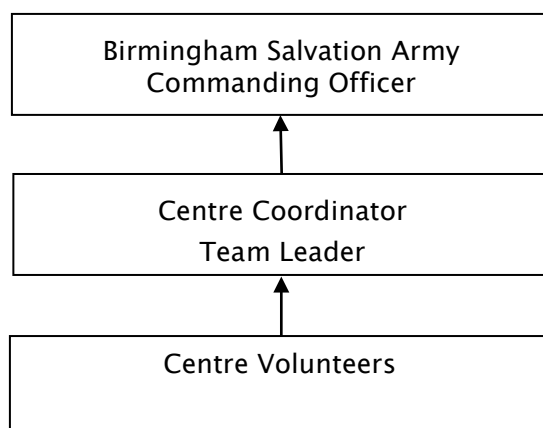 Birmingham Salvation Army
Commanding Officer
Centre Coordinator
Team Leader
Centre Volunteers